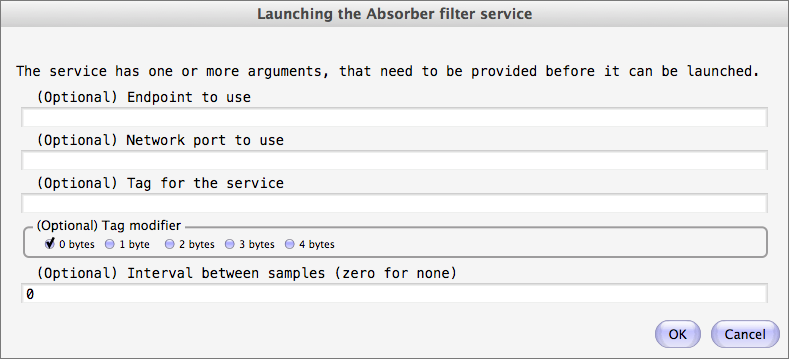 Launching the Absorber filter service
The service has one or more arguments, that need to be provided before it can be launched.
(Optional) Endpoint to use
(Optional) Network port to use
(Optional) Tag for the service
(Optional) Tag modifier
0 bytes 1 byte 2 bytes 3 bytes 4 bytes
(Optional) Interval between samples (zero for none)
0
OK Cancel